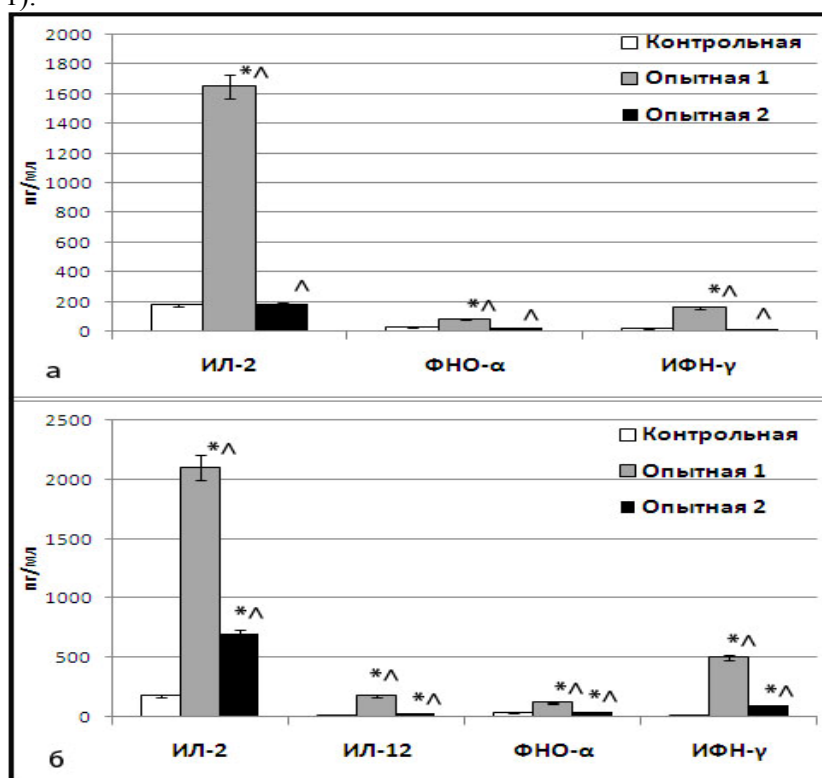 г).
2000
1800
1600
1400
1200
1000
800
600
400
200
0
пг/мл
*^
^
*^
^
*^
^
Контрольная
Опытная 1
Опытная 2
а
ИЛ-2 ФНО-α ИФН-γ
2500
2000
1500
1000
500
0
пг/мл
*^
*^
*^
*^
*^
*^
*^
*^
Контрольная
Опытная 1
Опытная 2
б
ИЛ-2 ИЛ-12 ФНО-α ИФН-γ